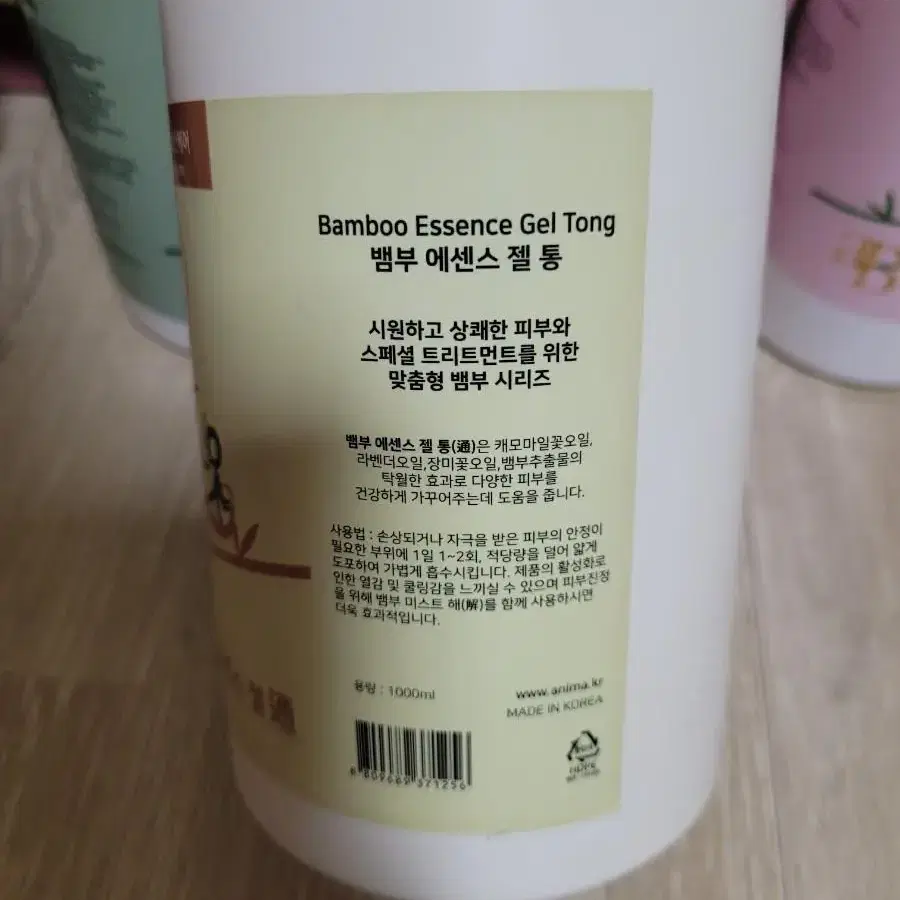 Bamboo Essence Gel Tong
뱀부 에센스 젤 통
시원하고 상쾌한 피부와
스페셜 트리트먼트를 위한
맞춤형 뱀부 시리즈
뱀부 에센스 젤 통(通)은 캐모마일꽃오일,
라벤더오일,장미꽃오일,뱀부추출물의
탁월한 효과로 다양한 피부를
건강하게 가꾸어주는데 도움을 줍니다.
사용법 : 손상되거나 자극을 받은 피부의 안정이
필요한 부위에 1일 1~2회, 적당량을 덜어 얇게
도포하여 가볍게 흡수시킵니다. 제품의 활성화로
인한 열감 및 쿨링감을 느끼실 수 있으며 피부진정
을 위해 뱀부 미스트 해(解)를 함께 사용하시면
더욱 효과적입니다.
용량 : 1000ml
www.anima.kr
MADE IN KOREA
8 809662 371256
젤 通